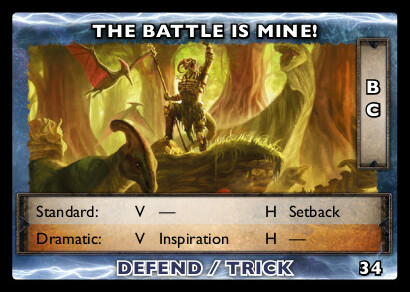 THE BATTLE IS MINE!
B
C
Standard: V — H Setback
Dramatic: V Inspiration H —
DEFEND / TRICK
34